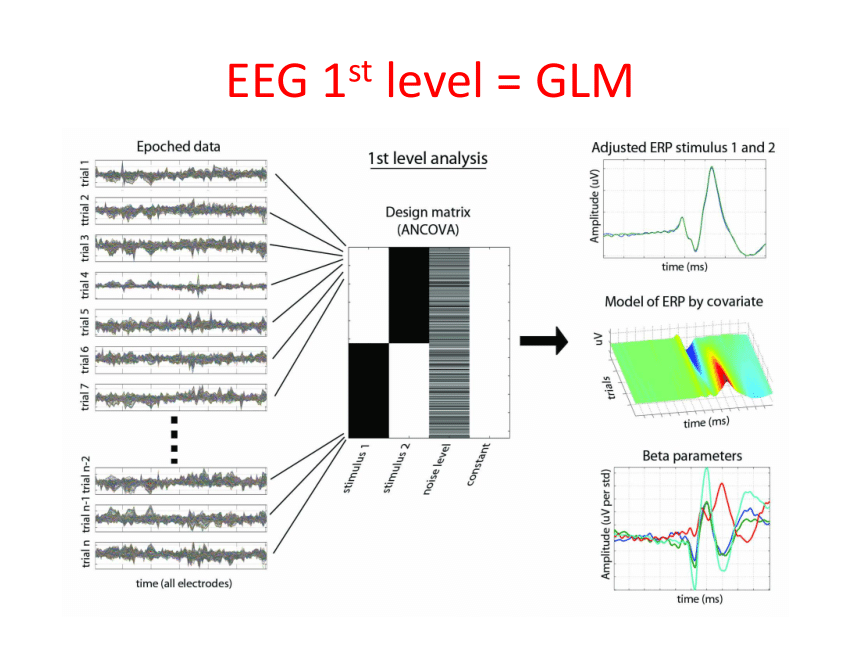 EEG 1st level = GLM
Epoched data
trial 1
ttrial 2
trial 3
trial 4
trial 5
trial 6
trial 7
trial n-2
trial n-1
trial n
time (all electrodes)
1st level analysis
Design matrix
(ANCOVA)
stimulus 1
stimulus 2
noise level
constant
Adjusted ERP stimulus 1 and 2
Amplitude (uV)
time (ms)
Model of ERP by covariate
uV
trials
time (ms)
Beta parameters
Amplitude (uV per std)
time (ms)